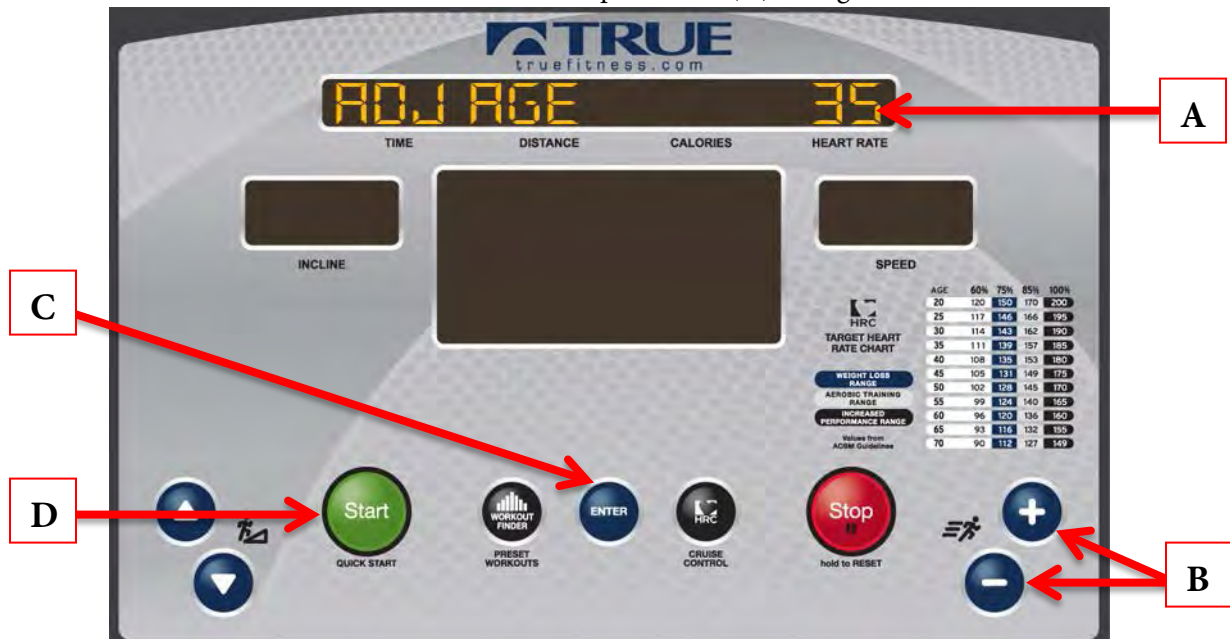 TRUE
truefitness.com
ADJ AGE 35
A
TIME DISTANCE CALORIES HEART RATE
INCLINE
SPEED
C
HRC
TARGET HEART
RATE CHART
WEIGHT LOSS
RANGE
AEROBIC TRAINING
RANGE
INCREASED
PERFORMANCE RANGE
Values from
ACSM Guidelines
AGE 60% 75% 85% 100%
20 120 150 170 200
25 117 146 166 195
30 114 143 162 190
35 111 139 157 185
40 108 135 153 180
45 105 131 149 175
50 102 128 145 170
55 99 124 140 165
60 96 120 136 160
65 93 116 132 155
70 90 112 127 149
D
Start
QUICK START
WORKOUT
FINDER
PRESET
WORKOUTS
ENTER
HRC
CRUISE
CONTROL
Stop
hold to RESET
+
-
B